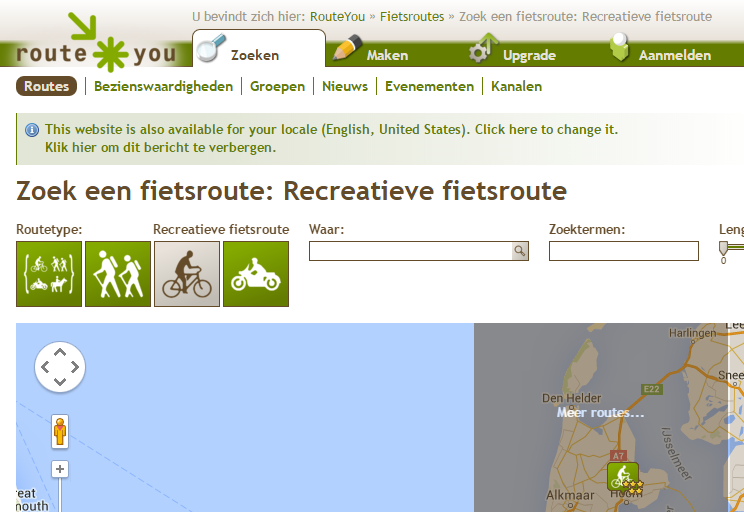 U bevindt zich hier: RouteYou » Fietsroutes » Zoek een fietsroute: Recreatieve fietsroute
route you
Zoeken Maken Upgrade Aanmelden
Routes Bezienswaardigheden Groepen Nieuws Evenementen Kanalen
This website is also available for your locale (English, United States). Click here to change it.
Klik hier om dit bericht te verbergen.
Zoek een fietsroute: Recreatieve fietsroute
Routetype: Recreatieve fietsroute Waar: Zoektermen: Leng
0
Harlingen
Snee
E22
Den Helder
Meer routes...
IJsselmeer
A7
Alkmaar
Hoorn
reat
mouth